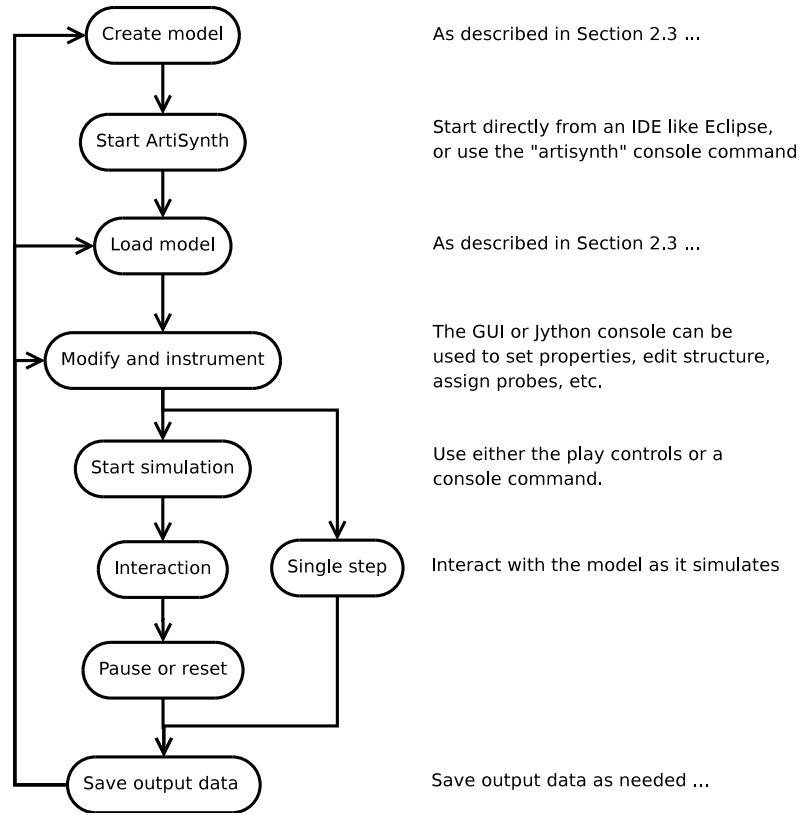 Create model
As described in Section 2.3 ...
Start ArtiSynth
Start directly from an IDE like Eclipse,
or use the "artisynth" console command
Load model
As described in Section 2.3 ...
Modify and instrument
The GUI or Jython console can be
used to set properties, edit structure,
assign probes, etc.
Start simulation
Use either the play controls or a
console command.
Interaction
Single step
Interact with the model as it simulates
Pause or reset
Save output data
Save output data as needed ...